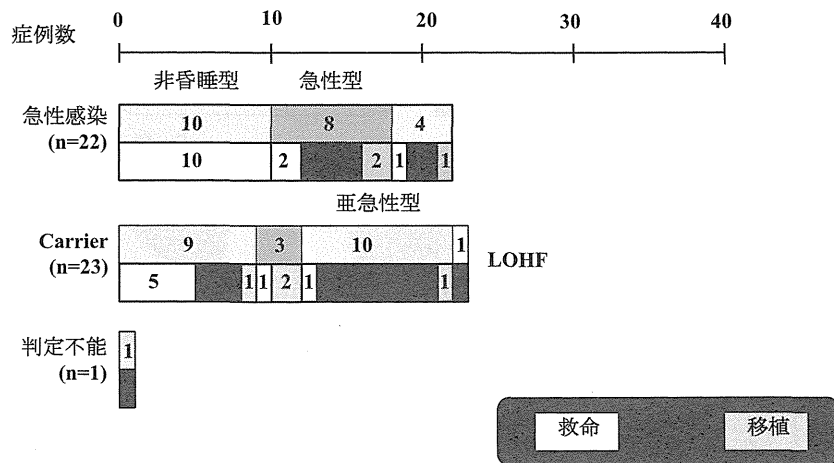 0 10 20 30 40
症例数
非昏睡型 急性型
急性感染 10 8 4
(n=22) 10 2 2 1 1
亜急性型
Carrier 9 3 10 1
(n=23) 5 1 1 2 1 1 LOHF
判定不能 1
(n=1)
救命 移植